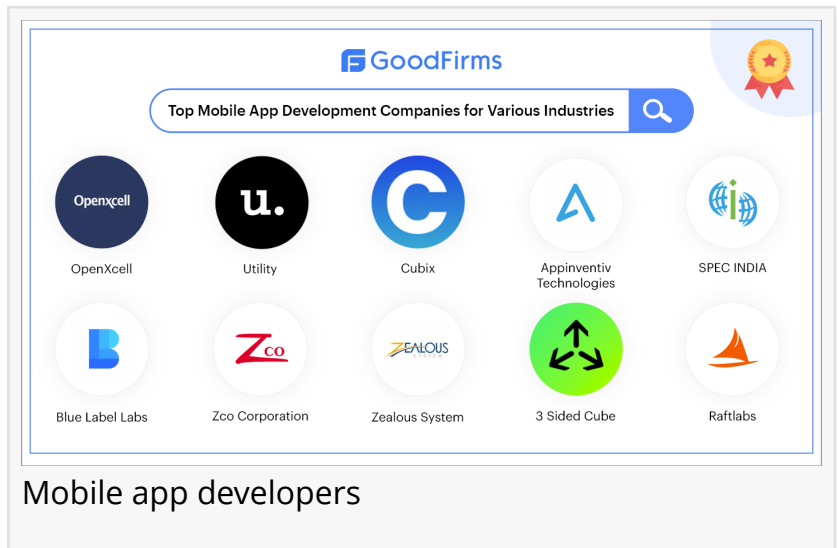 GoodFirms
Top Mobile App Development Companies for Various Industries
Openxcell
u.
C
OpenXcell
Utility
Cubix
Appinventiv
Technologies
SPEC INDIA
B
Zco
ZEALOUS
SYSTEM
Blue Label Labs
Zco Corporation
Zealous System
3 Sided Cube
Raftlabs
Mobile app developers